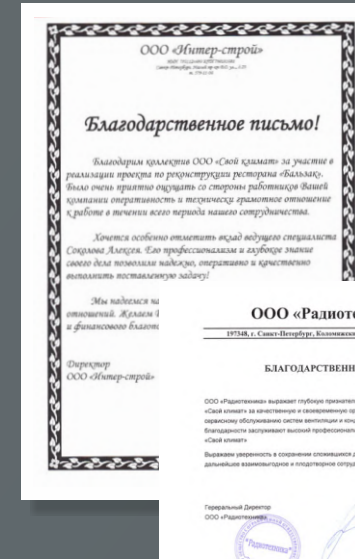 ООО «Интер-строй»
Благодарственное письмо!
Благодарим коллектив ООО «Свой климат» за участие в
реализации проекта по реконструкции ресторана «Бальзак».
Было очень приятно ощущать со стороны работников Вашей
компании оперативность и технически грамотное отношение
к работе в течении всего периода нашего сотрудничества.
Хочется особенно отметить вклад ведущего специалиста
Соколова Алексея. Его профессионализм и глубокое знание
своего дела позволили надежно, оперативно и качественно
выполнить поставленную задачу!
Мы надеемся на
отношений. Желаем
и финансового благоп
Директор
ООО «Интер-строй»
ООО «Радиоте
197348, г. Санкт-Петербург, Коломяжски
БЛАГОДАРСТВЕНН
ООО «Радиотехника» выражает глубокую признател
«Свой климат» за качественную и своевременную ор
сервисному обслуживанию систем вентиляции и конд
благодарности заслуживают высокий профессионал
«Свой климат»
Выражаем уверенность в сохранении сложившихся д
дальнейшее взаимовыгодное и плодотворное сотруд
Генеральный Директор
ООО «Радиотехника»
"Радиотехника"